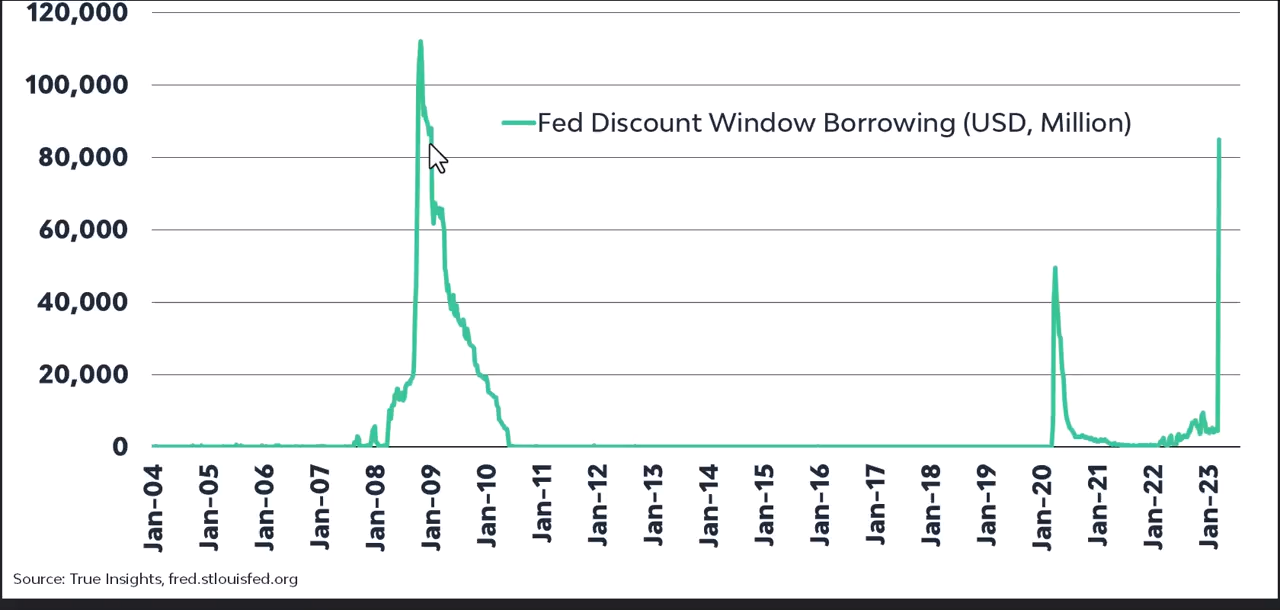 120,000
100,000
Fed Discount Window Borrowing (USD, Million)
80,000
60,000
40,000
20,000
0
Jan-04
Jan-05
Jan-06
Jan-07
Jan-08
Jan-09
Jan-10
Jan-11
Jan-12
Jan-13
Jan-14
Jan-15
Jan-16
Jan-17
Jan-18
Jan-19
Jan-20
Jan-21
Jan-22
Jan-23
Source: True Insights, fred.stlouisfed.org